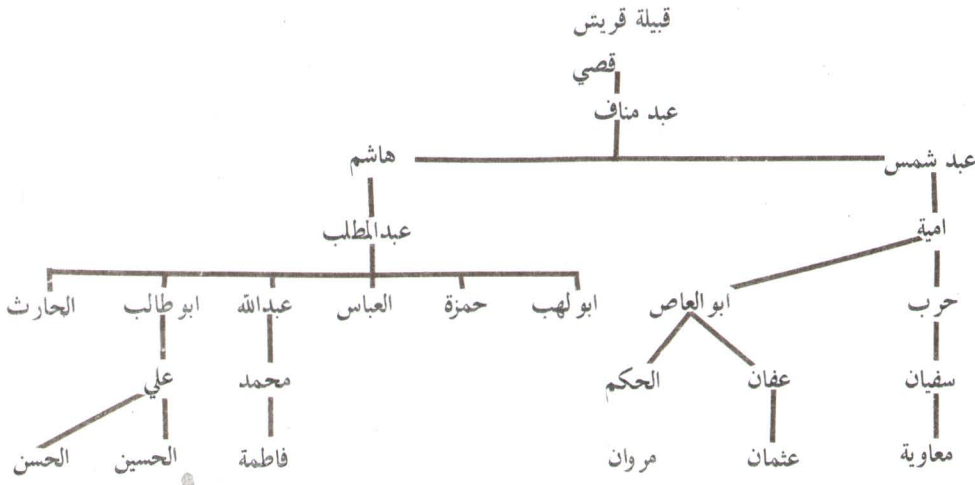 قبيلة قريش
قصي
عبد مناف
عبد شمس هاشم
امية عبدالمطلب
حرب ابو العاص ابو لهب حمزة العباس عبدالله ابو طالب الحارث
سفيان عفان الحكم محمد علي
معاوية عثمان مروان فاطمة الحسين الحسن